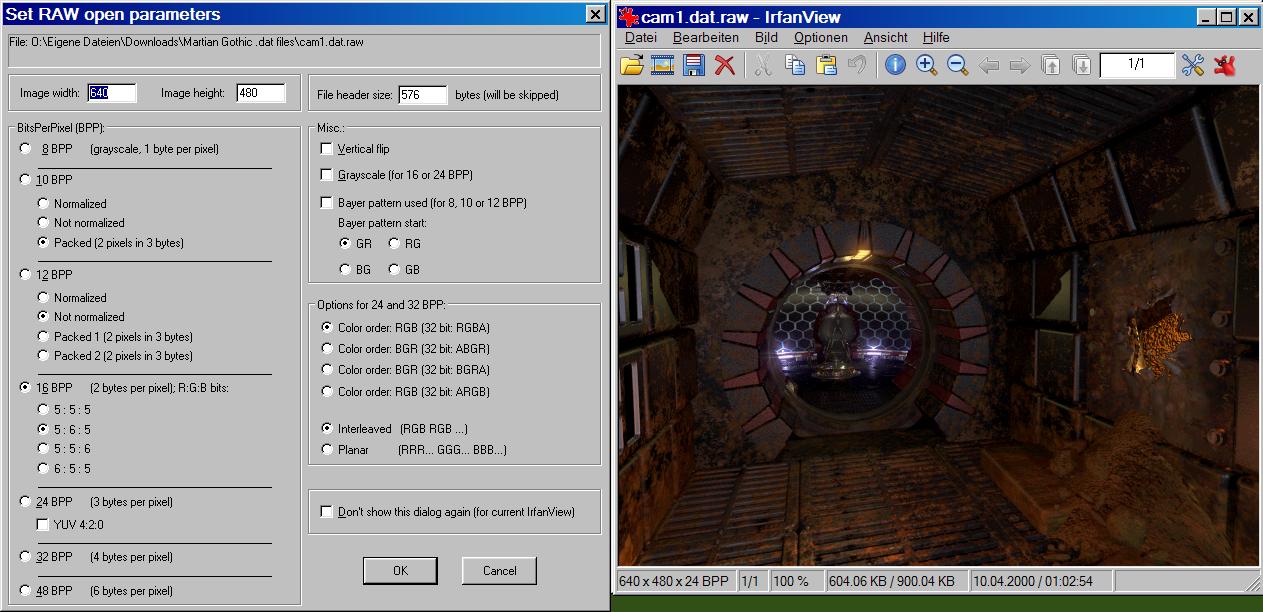 Set RAW open parameters
File: O:\Eigene Dateien\Downloads\Martian Gothic .dat files\cam1.dat.raw
Image width: 640 Image height: 480
File header size: 576 bytes (will be skipped)
BitsPerPixel (BPP):
8 BPP (grayscale, 1 byte per pixel)
10 BPP
Normalized
Not normalized
Packed (2 pixels in 3 bytes)
12 BPP
Normalized
Not normalized
Packed 1 (2 pixels in 3 bytes)
Packed 2 (2 pixels in 3 bytes)
16 BPP (2 bytes per pixel); R:G:B bits:
5 : 5 : 5
5 : 6 : 5
5 : 5 : 6
6 : 5 : 5
24 BPP (3 bytes per pixel)
YUV 4:2:0
32 BPP (4 bytes per pixel)
48 BPP (6 bytes per pixel)
Misc.:
Vertical flip
Grayscale (for 16 or 24 BPP)
Bayer pattern used (for 8, 10 or 12 BPP)
Bayer pattern start:
GR RG
BG GB
Options for 24 and 32 BPP:
Color order: RGB (32 bit: RGBA)
Color order: BGR (32 bit: ABGR)
Color order: BGR (32 bit: BGRA)
Color order: RGB (32 bit: ARGB)
Interleaved (RGB RGB ...)
Planar (RRR... GGG... BBB...)
Don't show this dialog again (for current IrfanView)
OK Cancel
cam1.dat.raw - IrfanView
Datei Bearbeiten Bild Optionen Ansicht Hilfe
1/1
640 x 480 x 24 BPP 1/1 100 % 604.06 KB / 900.04 KB 10.04.2000 / 01:02:54